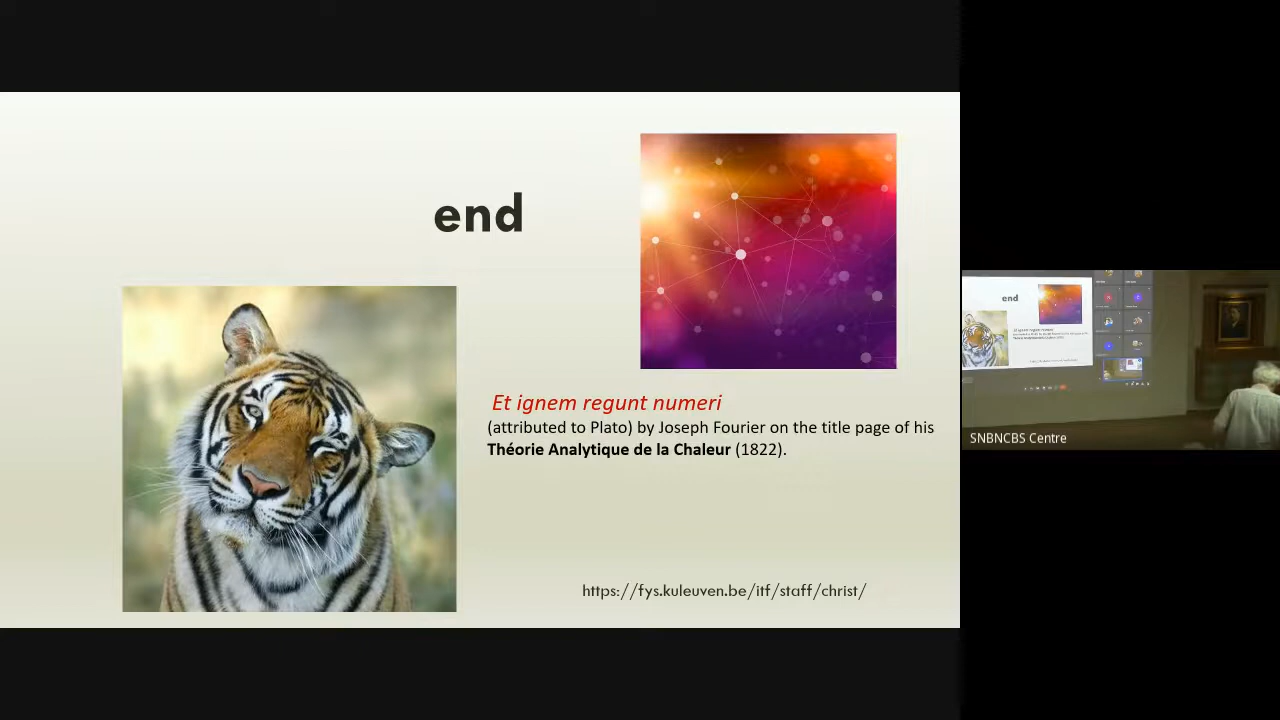 end
Et ignem regunt numeri
(attributed to Plato) by Joseph Fourier on the title page of his
Théorie Analytique de la Chaleur (1822).
https://fys.kuleuven.be/itf/staff/christ/
end
SNBNCBS Centre